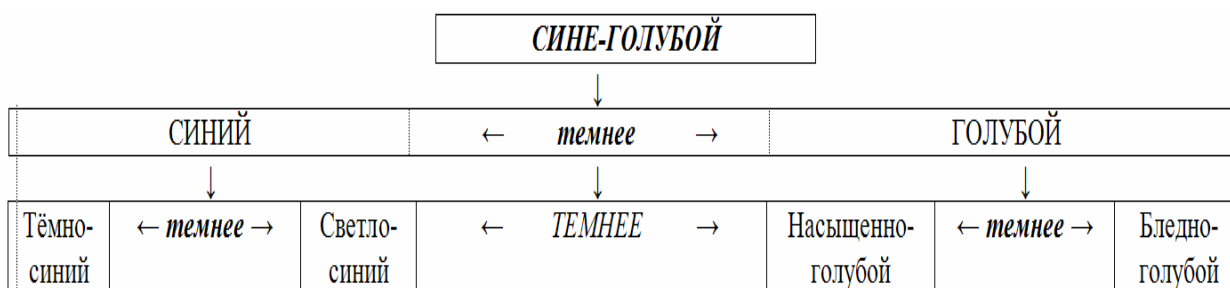 СИНЕ-ГОЛУБОЙ
↓
СИНИЙ ← темнее → ГОЛУБОЙ
↓ ↓ ↓
Тёмно- ← темнее → Светло- ← ТЕМНЕЕ → Насыщенно- ← темнее → Бледно-
синий синий голубой голубой